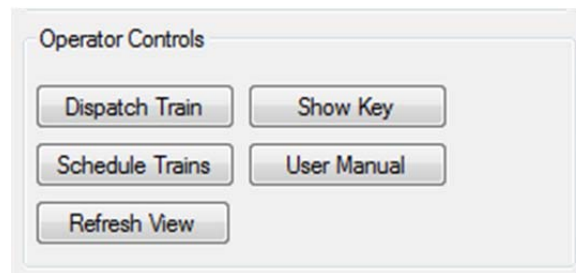 Operator Controls
Dispatch Train Show Key
Schedule Trains User Manual
Refresh View